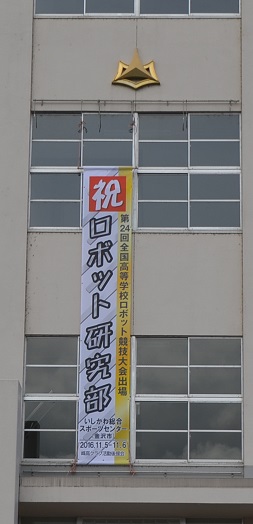 祝
ロボット研究部
第24回全国高等学校ロボット競技大会出場
いしかわ総合
スポーツセンター
金沢市
2016.11.5~11.6